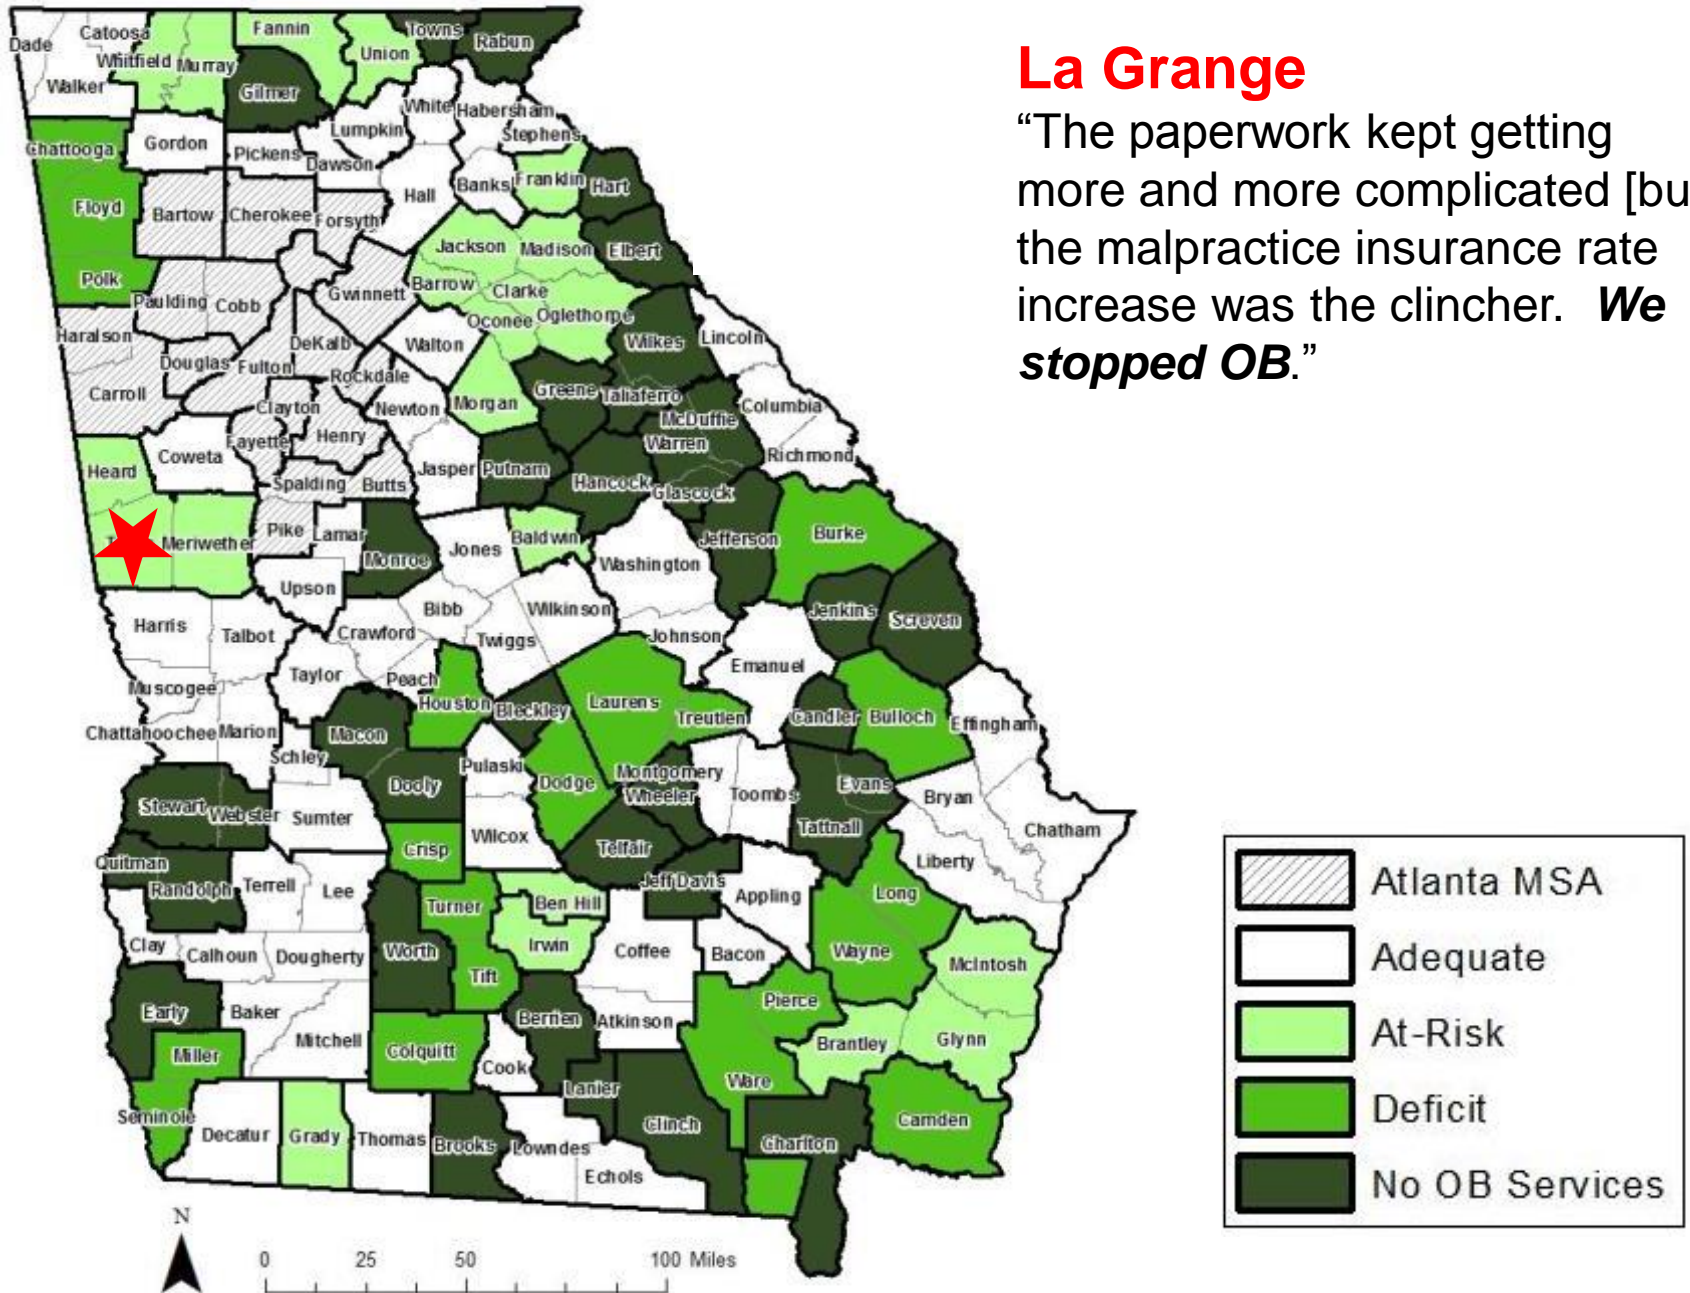 La Grange
“The paperwork kept getting
more and more complicated [bu
the malpractice insurance rate
increase was the clincher. We
stopped OB.”
Dade
Catoosa
Whitfield
Murray
Fannin
Union
Towns
Rabun
Walker
Gilmer
White
Habersham
Lumpkin
Stephens
Chattooga
Gordon
Pickens
Dawson
Hall
Banks
Franklin
Hart
Floyd
Bartow
Cherokee
Forsyth
Jackson
Madison
Elbert
Polk
Paulding
Cobb
Gwinnett
Barrow
Clarke
Oconee
Oglethorpe
Haralson
Douglas
Fulton
DeKalb
Walton
Wilkes
Lincoln
Carroll
Rockdale
Clayton
Newton
Morgan
Greene
Taliaferro
McDuffie
Columbia
Warren
Richmond
Fayette
Henry
Heard
Coweta
Spalding
Butts
Jasper
Putnam
Hancock
Glascock
Meriwether
Pike
Lamar
Monroe
Jones
Baldwin
Washington
Jefferson
Burke
Upson
Bibb
Wilkinson
Jenkins
Screven
Harris
Talbot
Crawford
Twiggs
Johnson
Emanuel
Taylor
Peach
Muscogee
Houston
Bleckley
Laurens
Treutlen
Candler
Bulloch
Effingham
Chattahoochee
Marion
Macon
Schley
Pulaski
Dodge
Montgomery
Wheeler
Toombs
Evans
Bryan
Dooly
Stewart
Webster
Sumter
Wilcox
Tattnall
Chatham
Crisp
Telfair
Liberty
Quitman
Randolph
Terrell
Lee
Jeff Davis
Appling
Long
Turner
Ben Hill
Clay
Calhoun
Dougherty
Worth
Irwin
Coffee
Bacon
Wayne
McIntosh
Tift
Pierce
Early
Baker
Mitchell
Berrien
Atkinson
Brantley
Glynn
Miller
Colquitt
Cook
Ware
Lanier
Seminole
Decatur
Grady
Thomas
Brooks
Lowndes
Clinch
Charlton
Camden
Echols
Atlanta MSA
Adequate
At-Risk
Deficit
No OB Services
N
0 25 50 100 Miles